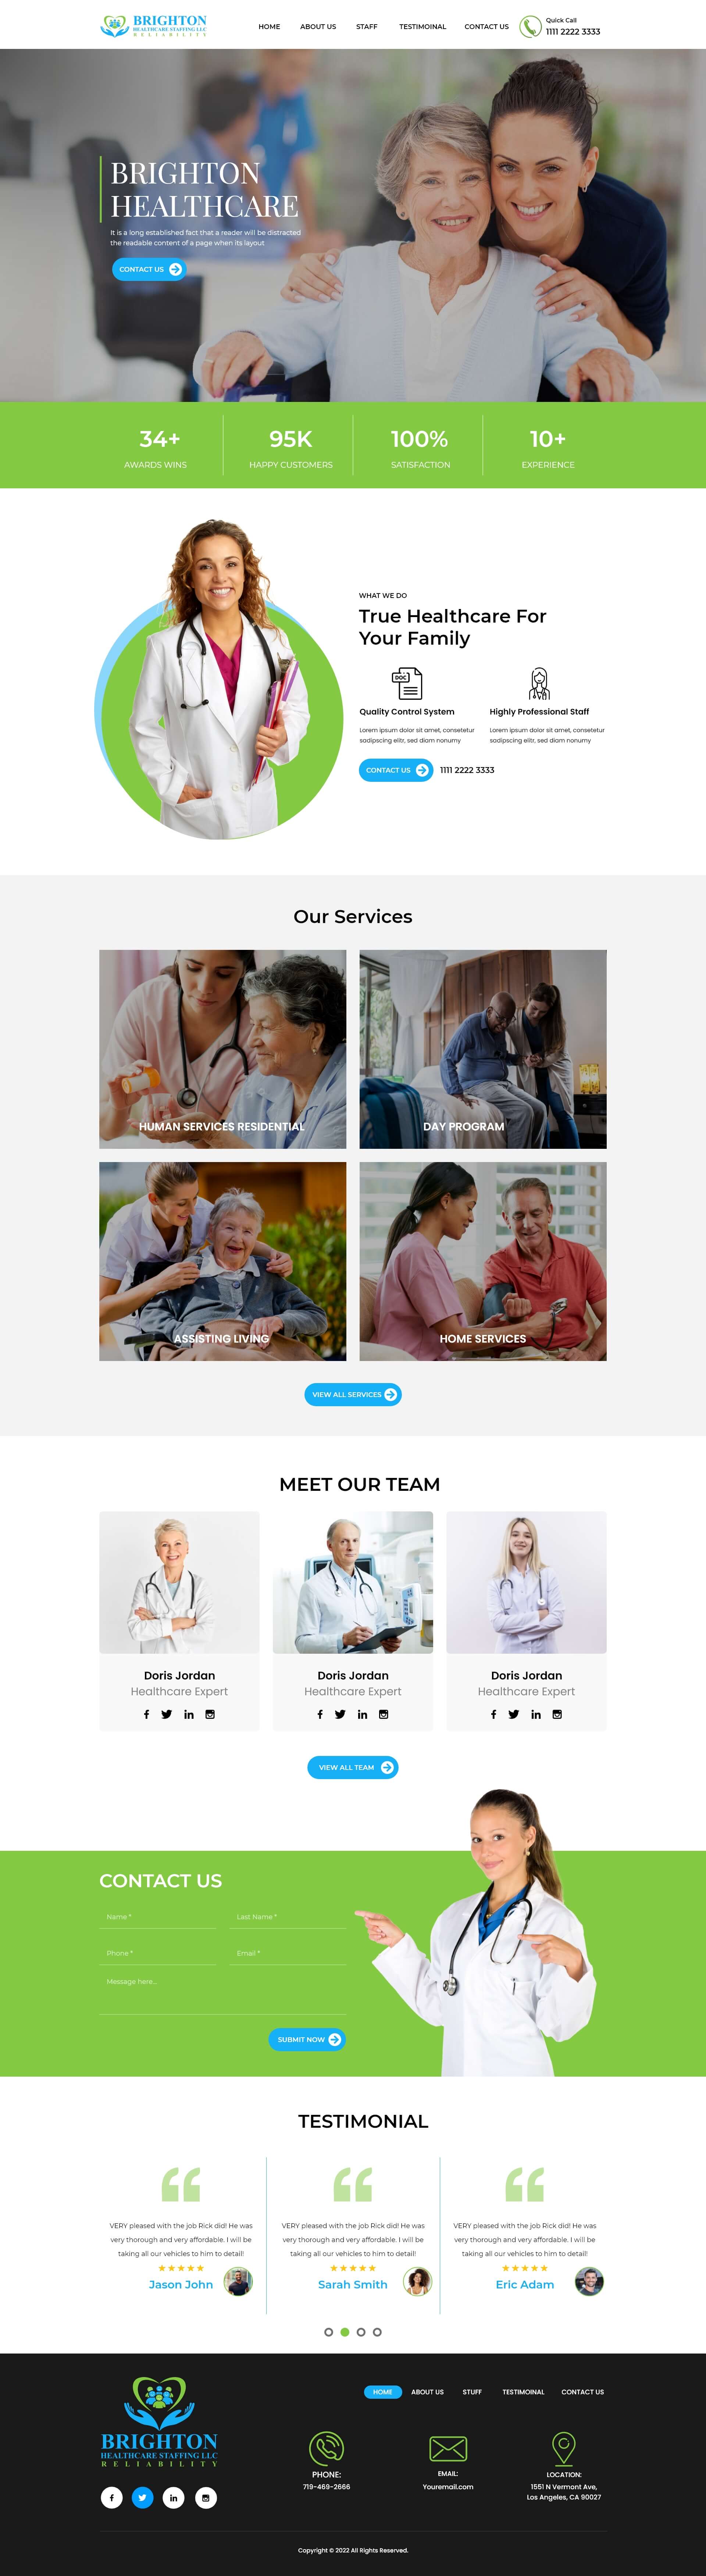 BRIGHTON
HEALTHCARE STAFFING LLC
RELIABILITY
HOME
ABOUT US
STAFF
TESTIMOINAL
CONTACT US
Quick Call
1111 2222 3333
BRIGHTON
HEALTHCARE
It is a long established fact that a reader will be distracted
the readable content of a page when its layout
CONTACT US
34+
95K
100%
10+
AWARDS WINS
HAPPY CUSTOMERS
SATISFACTION
EXPERIENCE
WHAT WE DO
True Healthcare For
Your Family
DOC
Quality Control System
Lorem ipsum dolor sit amet, consetetur
sadipscing elitr, sed diam nonumy
Highly Professional Staff
Lorem ipsum dolor sit amet, consetetur
sadipscing elitr, sed diam nonumy
CONTACT US
1111 2222 3333
Our Services
HUMAN SERVICES RESIDENTIAL
DAY PROGRAM
ASSISTING LIVING
HOME SERVICES
VIEW ALL SERVICES
MEET OUR TEAM
Doris Jordan
Healthcare Expert
Doris Jordan
Healthcare Expert
Doris Jordan
Healthcare Expert
VIEW ALL TEAM
CONTACT US
Name *
Last Name *
Phone *
Email *
Message here...
SUBMIT NOW
TESTIMONIAL
VERY pleased with the job Rick did! He was
very thorough and very affordable. I will be
taking all our vehicles to him to detail!
Jason John
VERY pleased with the job Rick did! He was
very thorough and very affordable. I will be
taking all our vehicles to him to detail!
Sarah Smith
VERY pleased with the job Rick did! He was
very thorough and very affordable. I will be
taking all our vehicles to him to detail!
Eric Adam
BRIGHTON
HEALTHCARE STAFFING LLC
RELIABILITY
HOME
ABOUT US
STUFF
TESTIMOINAL
CONTACT US
PHONE:
719-469-2666
EMAIL:
Youremail.com
LOCATION:
1551 N Vermont Ave,
Los Angeles, CA 90027
Copyright © 2022 All Rights Reserved.